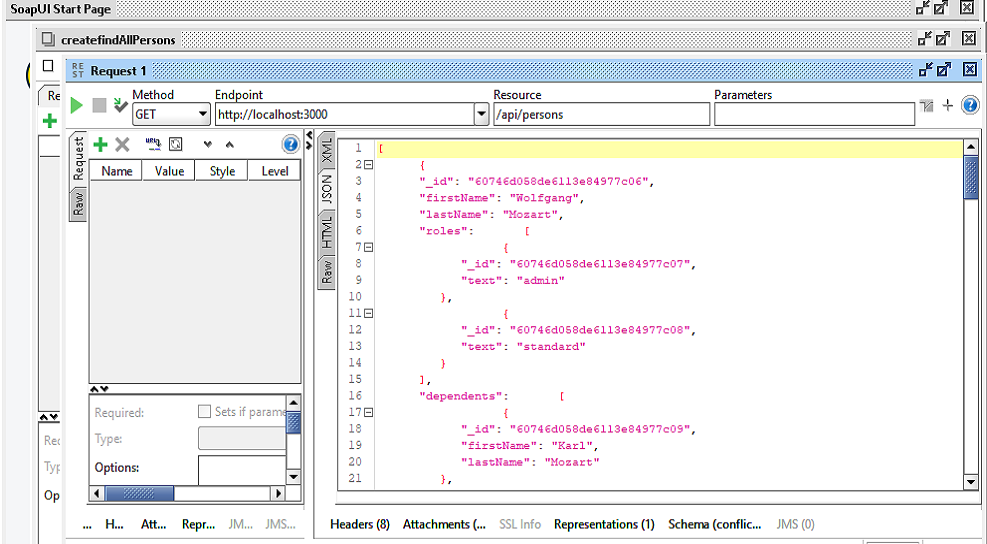 SoapUI Start Page
createfindAllPersons
REST Request 1
Method Endpoint Resource Parameters
GET http://localhost:3000 /api/persons
Re
Request
Raw
Name Value Style Level
XML
JSON
HTML
Raw
1 [
2 {
3 "_id": "60746d058de6113e84977c06",
4 "firstName": "Wolfgang",
5 "lastName": "Mozart",
6 "roles": [
7 {
8 "_id": "60746d058de6113e84977c07",
9 "text": "admin"
10 },
11 {
12 "_id": "60746d058de6113e84977c08",
13 "text": "standard"
14 }
15 ],
16 "dependents": [
17 {
18 "_id": "60746d058de6113e84977c09",
19 "firstName": "Karl",
20 "lastName": "Mozart"
21 },
Rec
Typ
Op
Required: Sets if parame
Type:
Options:
... H... Att... Repr... JM... JMS...
Headers (8) Attachments (... SSL Info Representations (1) Schema (conflic... JMS (0)